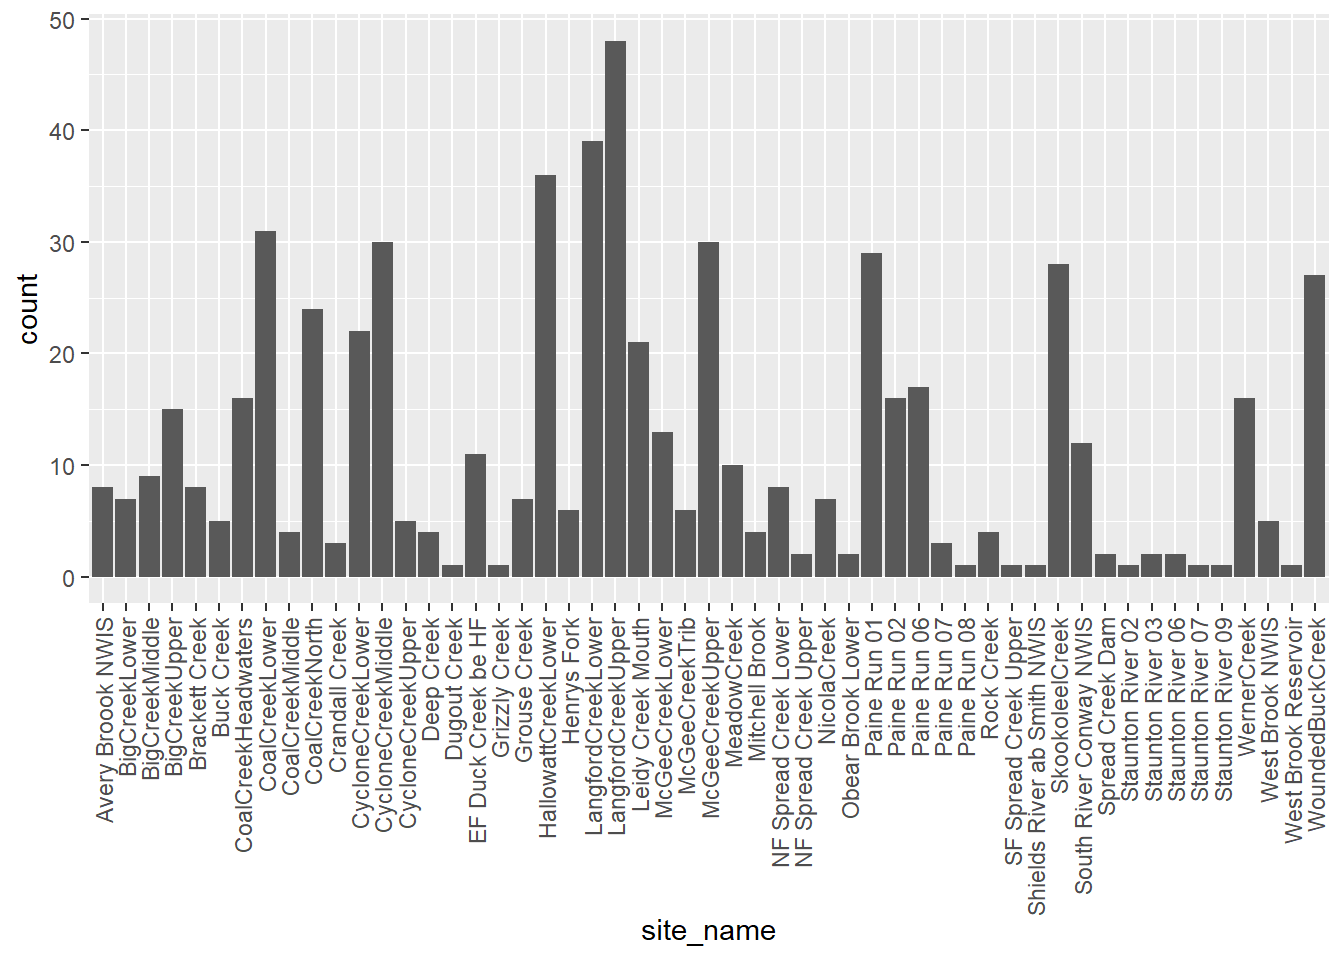 50
40
30
20
10
0
count
Avery Broook NWIS
BigCreekLower
BigCreekMiddle
BigCreekUpper
Brackett Creek
Buck Creek
CoalCreekHeadwaters
CoalCreekLower
CoalCreekMiddle
CoalCreekNorth
Crandall Creek
CycloneCreekLower
CycloneCreekMiddle
CycloneCreekUpper
Deep Creek
Dugout Creek
EF Duck Creek be HF
Grizzly Creek
Grouse Creek
HallowattCreekLower
Henrys Fork
LangfordCreekLower
LangfordCreekUpper
Leidy Creek Mouth
McGeeCreekLower
McGeeCreekTrib
McGeeCreekUpper
MeadowCreek
Mitchell Brook
NF Spread Creek Lower
NF Spread Creek Upper
NicolaCreek
Obear Brook Lower
Paine Run 01
Paine Run 02
Paine Run 06
Paine Run 07
Paine Run 08
Rock Creek
SF Spread Creek Upper
Shields River ab Smith NWIS
SkookoleelCreek
South River Conway NWIS
Spread Creek Dam
Staunton River 02
Staunton River 03
Staunton River 06
Staunton River 07
Staunton River 09
WernerCreek
West Brook NWIS
West Brook Reservoir
WoundedBuckCreek
site_name